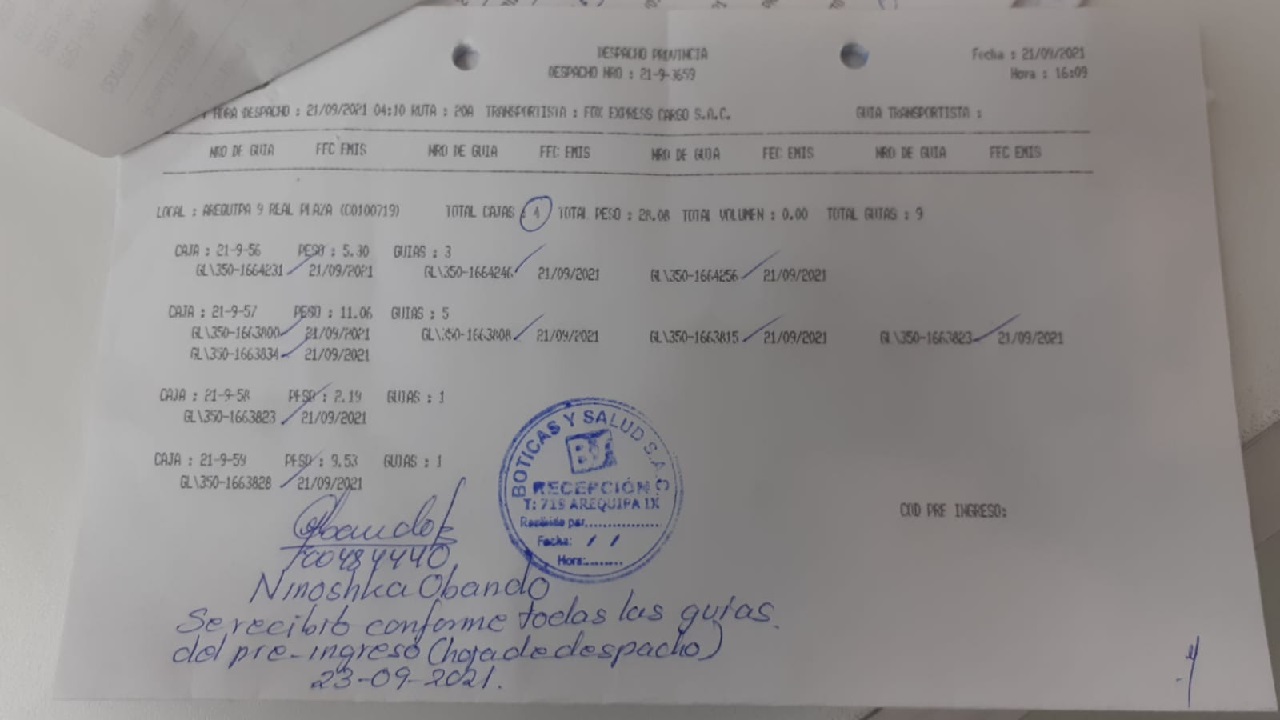 DESPACHO PROVINCIA
Fecha : 21/09/2021
DESPACHO NRO : 21-9-3659
Hora : 16:09
HORA DESPACHO : 21/09/2021 04:10 RUTA : 20A TRANSPORTISTA : FOX EXPRESS CARGO S.A.C. GUIA TRANSPORTISTA :
NRO DE GUIA FEC EMIS NRO DE GUIA FEC EMIS NRO DE GUIA FEC EMIS NRO DE GUIA FEC EMIS
LOCAL : AREQUIPA 9 REAL PLAZA (C0100719) TOTAL CAJAS : 4 TOTAL PESO : 28.08 TOTAL VOLUMEN : 0.00 TOTAL GUIAS : 9
CAJA : 21-9-56 PESO : 5.30 GUIAS : 3
GL\350-1664231 21/09/2021 GL\350-1664246 21/09/2021 GL\350-1664256 21/09/2021
CAJA : 21-9-57 PESO : 11.06 GUIAS : 5
GL\350-1663800 21/09/2021 GL\350-1663808 21/09/2021 GL\350-1663815 21/09/2021 GL\350-1663823 21/09/2021
GL\350-1663834 21/09/2021
CAJA : 21-9-58 PESO : 2.19 GUIAS : 1
GL\350-1663823 21/09/2021
CAJA : 21-9-59 PESO : 9.53 GUIAS : 1
GL\350-1663828 21/09/2021
BOTICAS Y SALUD S.A.C
BS
RECEPCIÓN
T: 719 AREQUIPA IX
Recibido por
Fecha: / /
Hora:
COD PRE INGRESO:
Obando
700484440
Ninoshka Obando
Se recibió conforme todas las guías
del pre-ingreso (hoja de despacho)
23-09-2021.